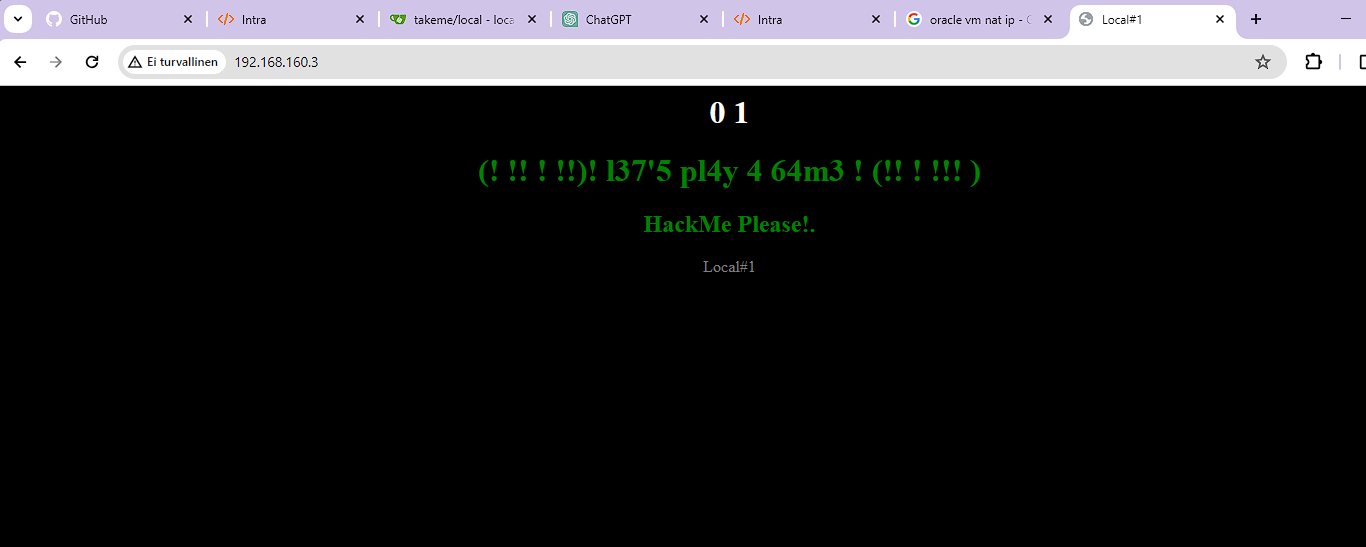 GitHub
Intra
takeme/local - loca
ChatGPT
Intra
oracle vm nat ip -
Local#1
Ei turvallinen
192.168.160.3
0 1
(! !! ! !!)! l37'5 pl4y 4 64m3 ! (!! ! !!! )
HackMe Please!.
Local#1